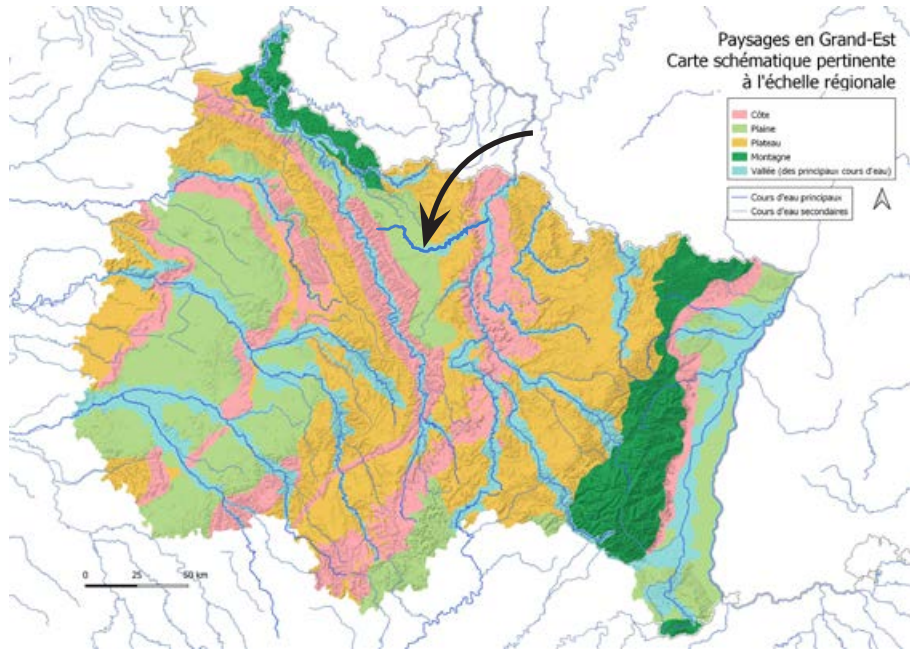 Paysages en Grand-Est
Carte schématique pertinente
à l'échelle régionale
Côte
Plaine
Plateau
Montagne
Vallée (des principaux cours d'eau)
Cours d'eau principaux
Cours d'eau secondaires
0 25 50 km